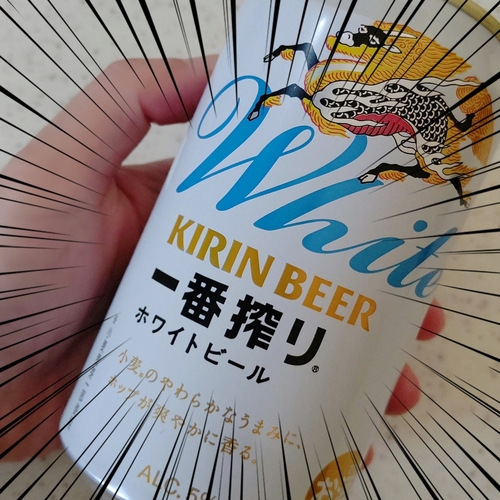 White
KIRIN BEER
一番搾り®
ホワイトビール
小麦のやわらかなうまみに、
ホップが爽やかに香る。
ALC. 5%